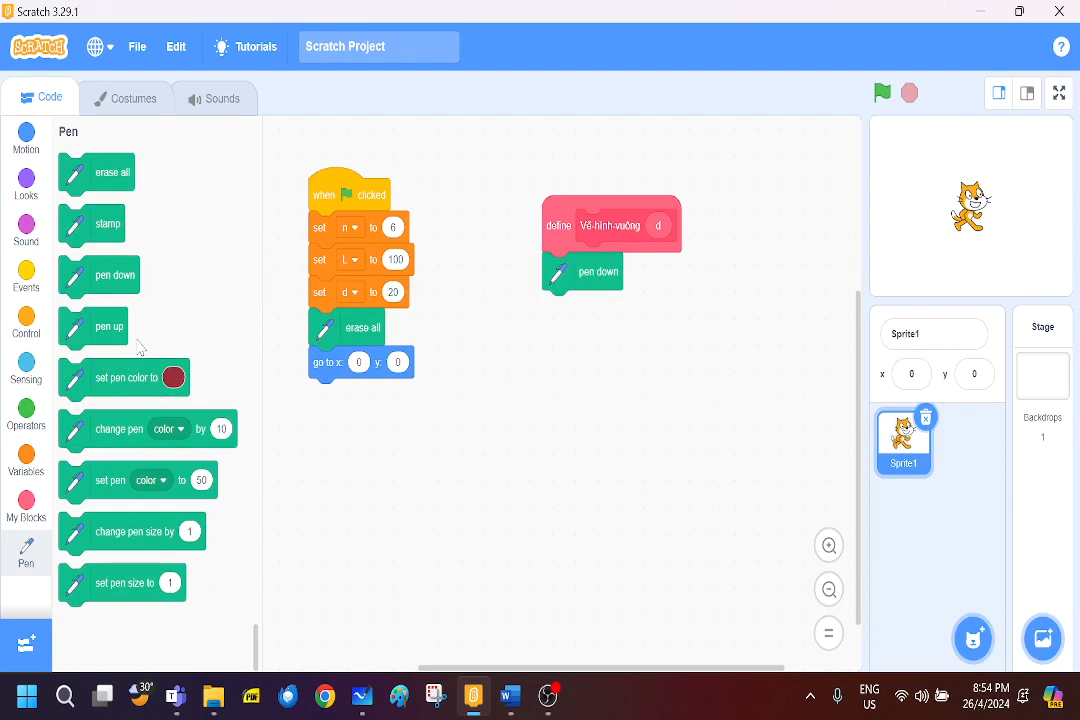 Scratch 3.29.1
SCRATCH
File
Edit
Tutorials
Scratch Project
?
Code
Costumes
Sounds
Motion
Looks
Sound
Events
Control
Sensing
Operators
Variables
My Blocks
Pen
Pen
erase all
stamp
pen down
pen up
set pen color to
change pen color by 10
set pen color to 50
change pen size by 1
set pen size to 1
when clicked
set n to 6
set L to 100
set d to 20
erase all
go to x: 0 y: 0
define Vẽ-hình-vuông d
pen down
Sprite1
x 0 y 0
Sprite1
Stage
Backdrops
1
30°
PDF
ENG
US
8:54 PM
26/4/2024
PRE